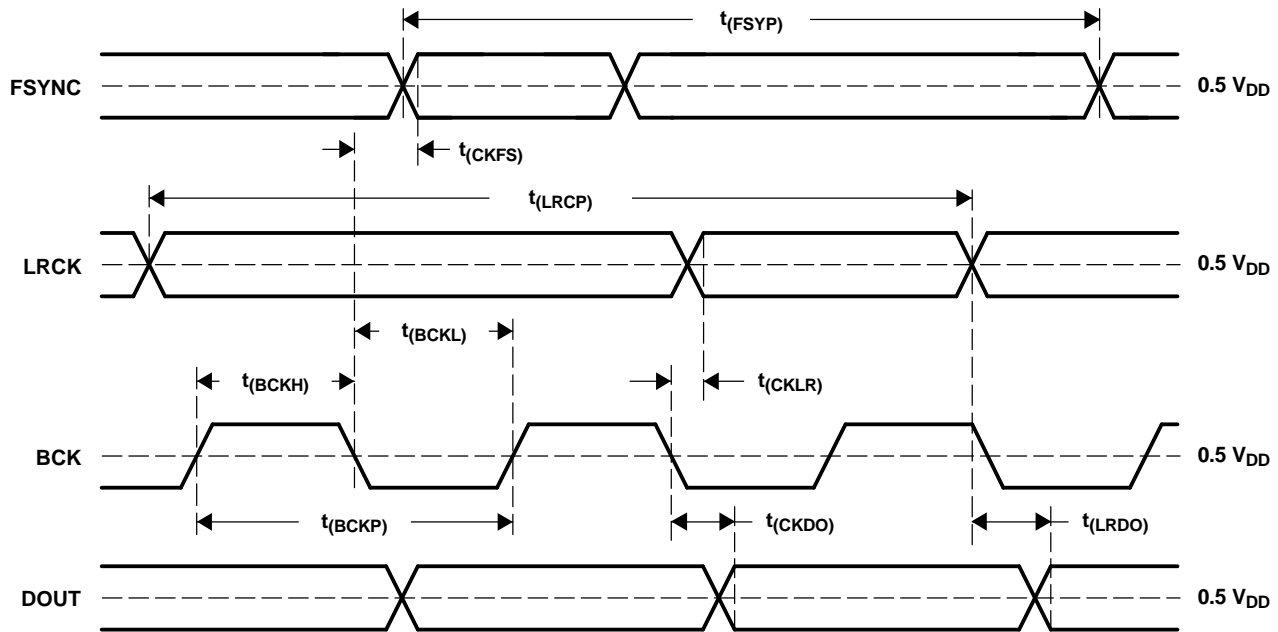 t(FSYP)
FSYNC
0.5 VDD
t(CKFS)
t(LRCP)
LRCK
0.5 VDD
t(BCKL)
t(BCKH)
t(CKLR)
BCK
0.5 VDD
t(BCKP)
t(CKDO)
t(LRDO)
DOUT
0.5 VDD